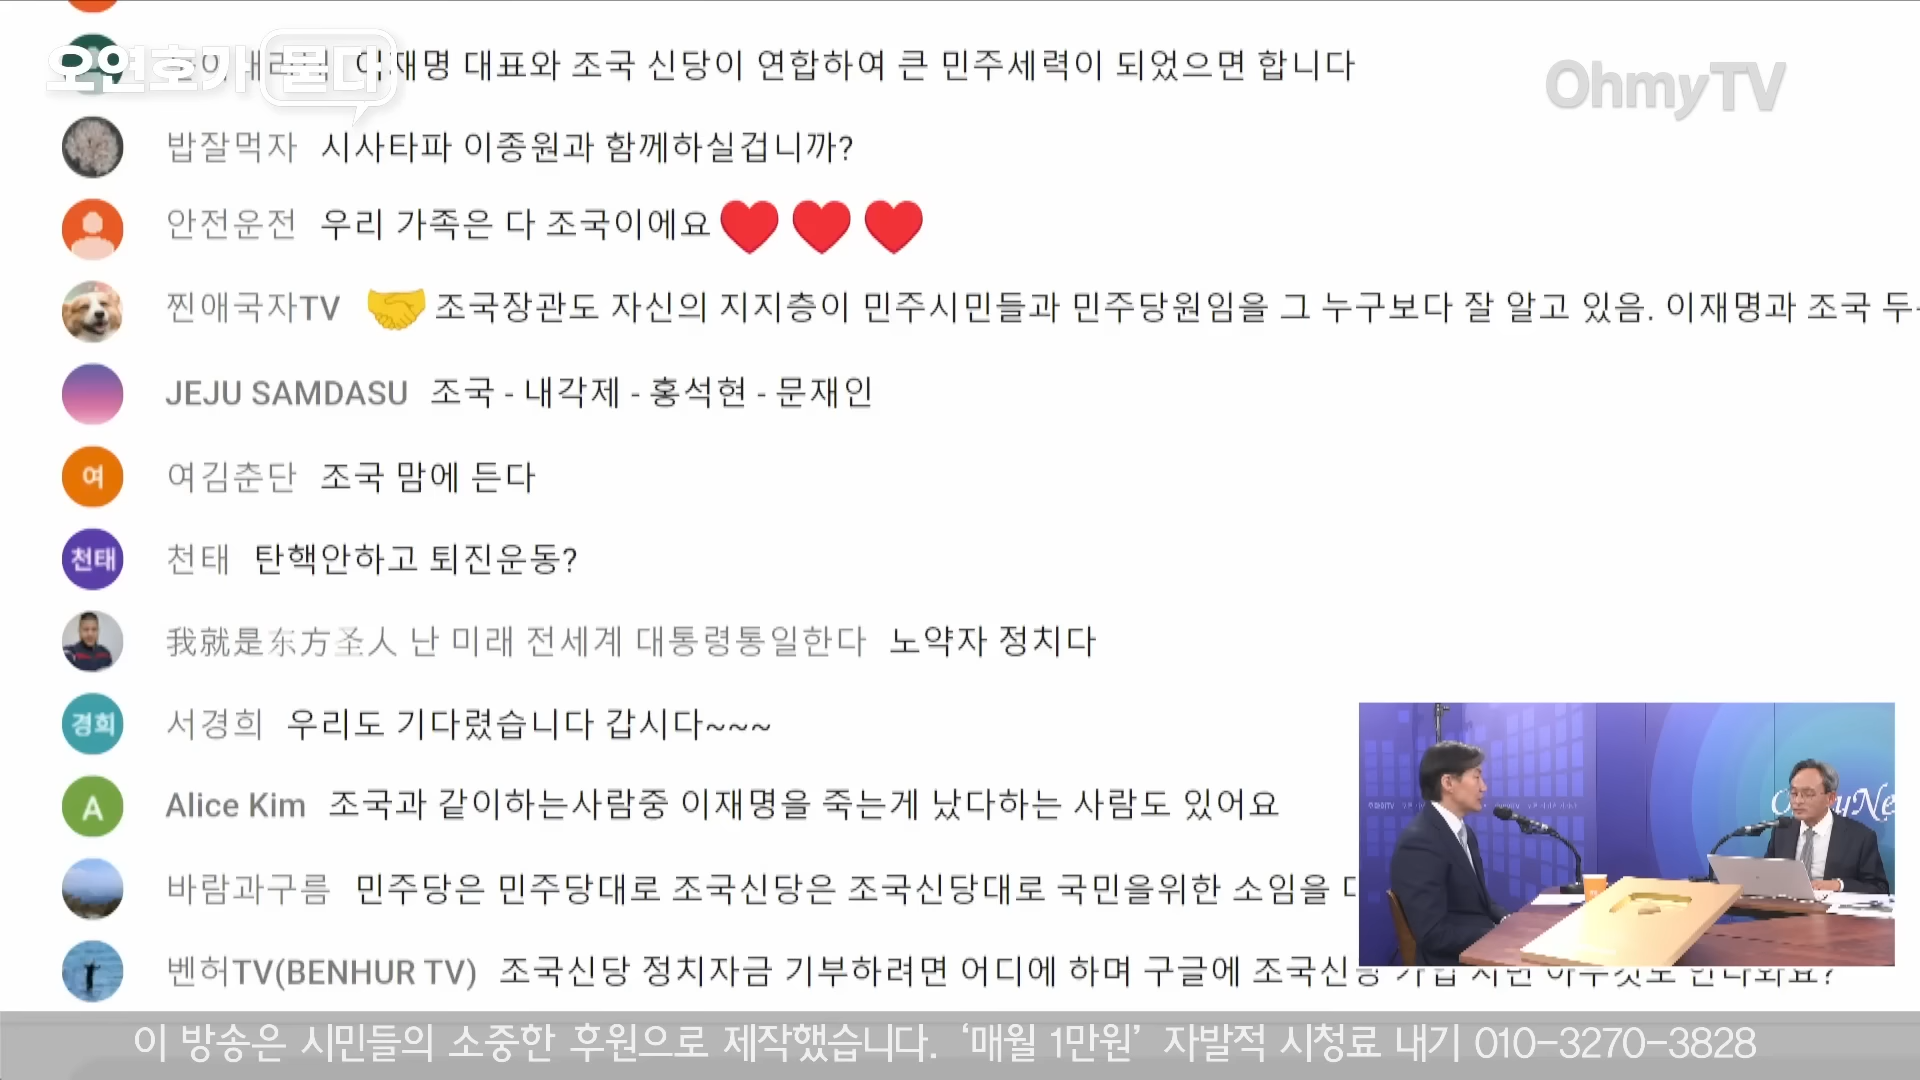 오연호가 묻다
이재명 대표와 조국 신당이 연합하여 큰 민주세력이 되었으면 합니다
OhmyTV
밥잘먹자 시사타파 이종원과 함께하실겁니까?
안전운전 우리 가족은 다 조국이에요 ♥♥♥
찐애국자TV 🤝 조국장관도 자신의 지지층이 민주시민들과 민주당원임을 그 누구보다 잘 알고 있음. 이재명과 조국
JEJU SAMDASU 조국 - 내각제 - 홍석현 - 문재인
여 여김춘단 조국 맘에 든다
천태 천태 탄핵안하고 퇴진운동?
我就是东方圣人 난 미래 전세계 대통령통일한다 노약자 정치다
경희 서경희 우리도 기다렸습니다 갑시다~~~
A Alice Kim 조국과 같이하는사람중 이재명을 죽는게 났다하는 사람도 있어요
바람과구름 민주당은 민주당대로 조국신당은 조국신당대로 국민을위한 소임을
벤허TV(BENHUR TV) 조국신당 정치자금 기부하려면 어디에 하며 구글에
이 방송은 시민들의 소중한 후원으로 제작했습니다. ‘매월 1만원’ 자발적 시청료 내기 010-3270-3828